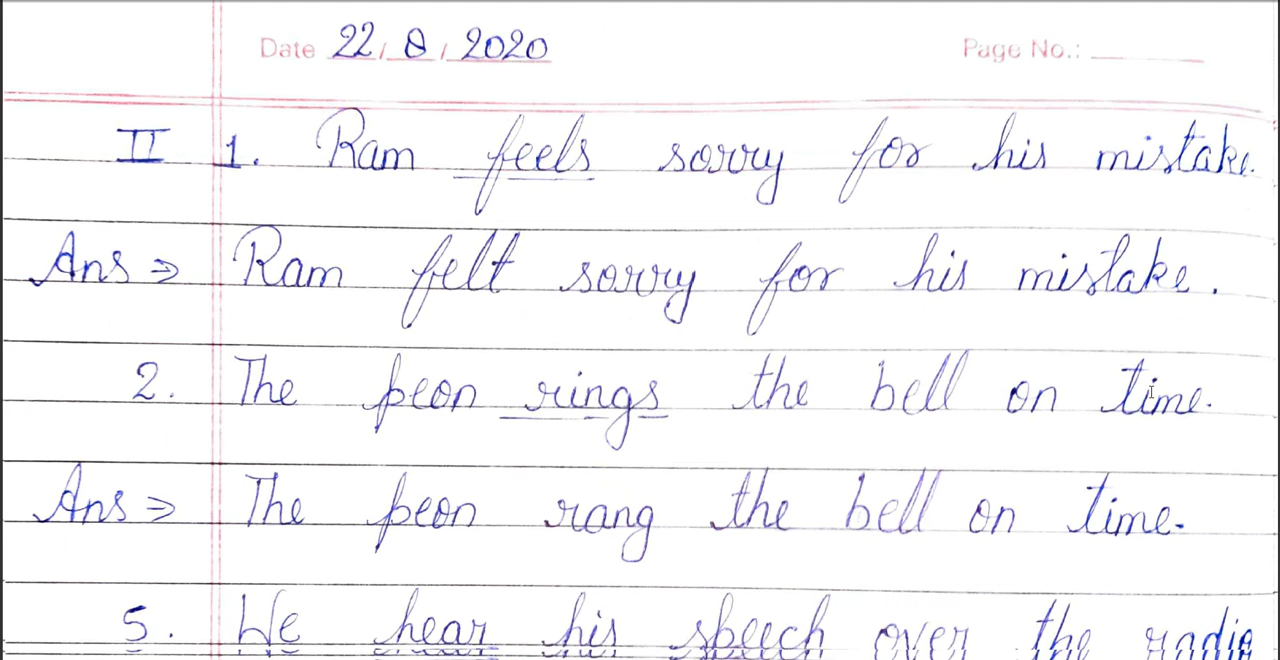 Date 22/8/2020 Page No.:
II 1. Ram feels sorry for his mistake.
Ans ⇒ Ram felt sorry for his mistake.
2. The peon rings the bell on time.
Ans ⇒ The peon rang the bell on time.
5. We hear his speech over the radio